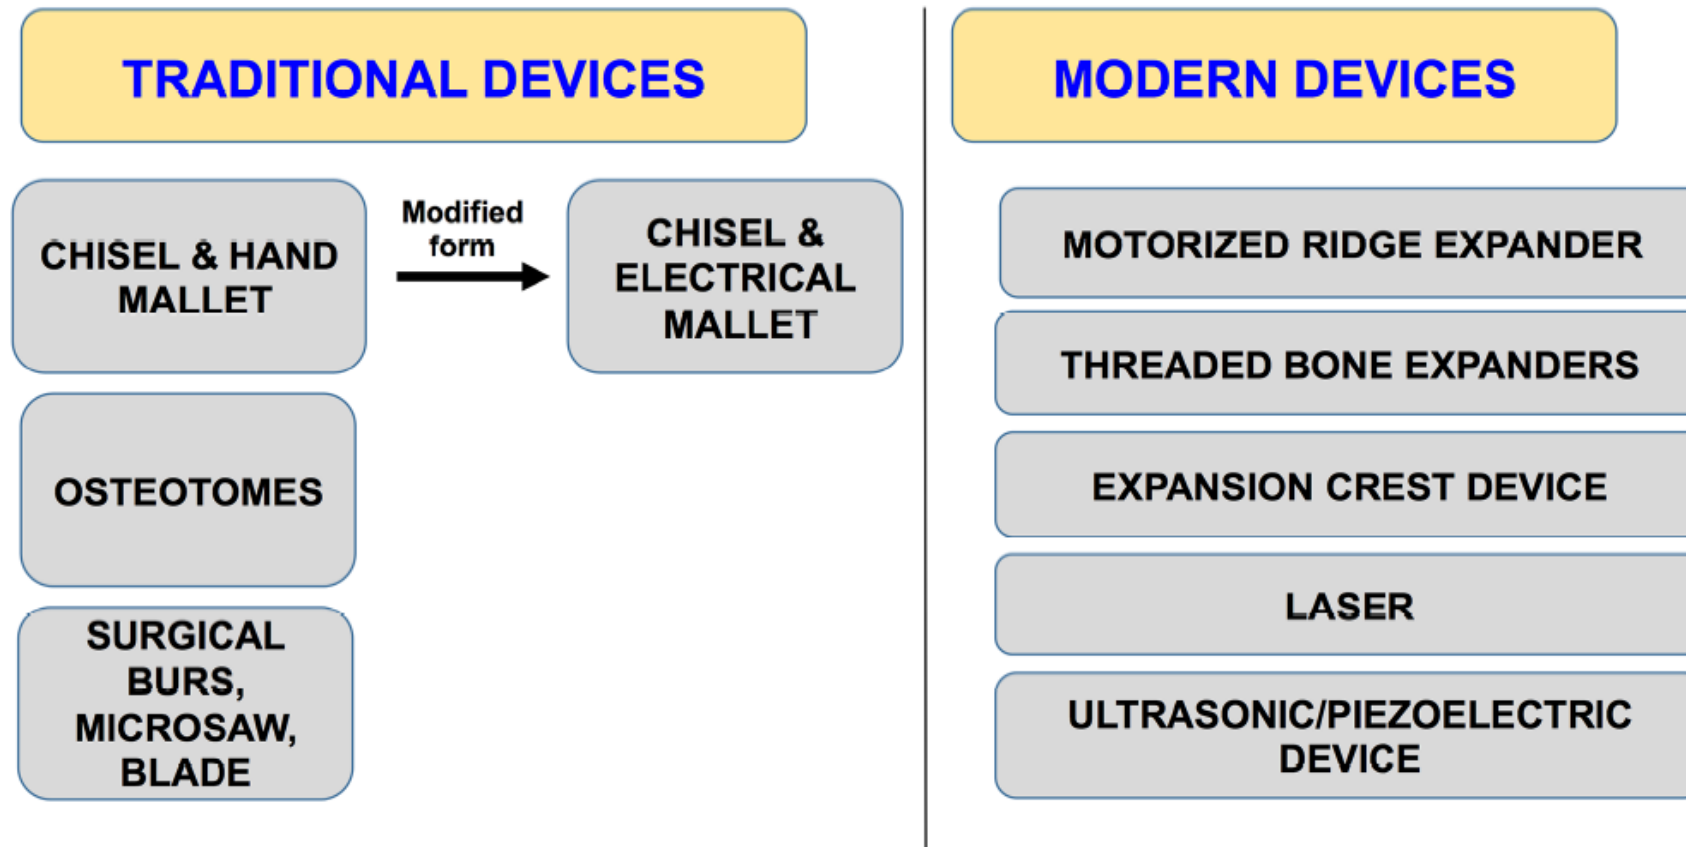 TRADITIONAL DEVICES
CHISEL & HAND
MALLET
Modified
form
CHISEL &
ELECTRICAL
MALLET
OSTEOTOMES
SURGICAL
BURS,
MICROSAW,
BLADE
MODERN DEVICES
MOTORIZED RIDGE EXPANDER
THREADED BONE EXPANDERS
EXPANSION CREST DEVICE
LASER
ULTRASONIC/PIEZOELECTRIC
DEVICE